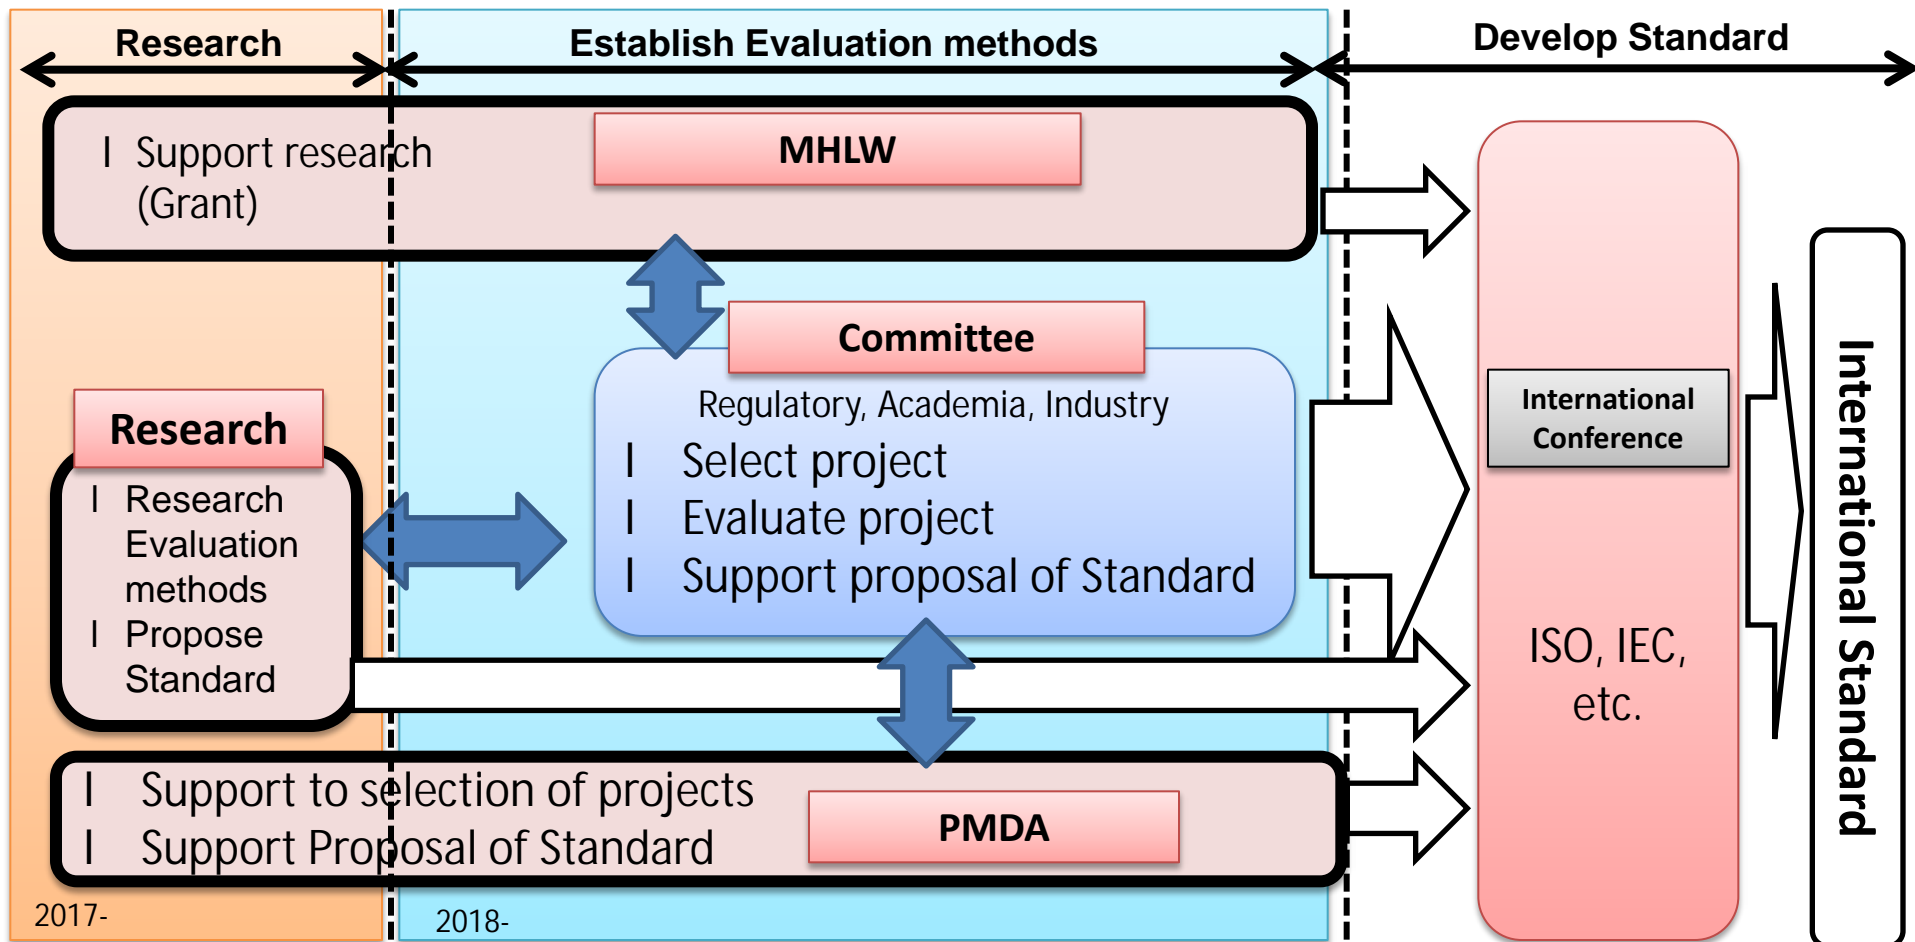 Research
Establish Evaluation methods
Develop Standard
MHLW
l Support research
(Grant)
Committee
Regulatory, Academia, Industry
l Select project
l Evaluate project
l Support proposal of Standard
Research
l Research
Evaluation
methods
l Propose
Standard
l Support to selection of projects
l Support Proposal of Standard
PMDA
2017-
2018-
International
Conference
ISO, IEC,
etc.
International Standard